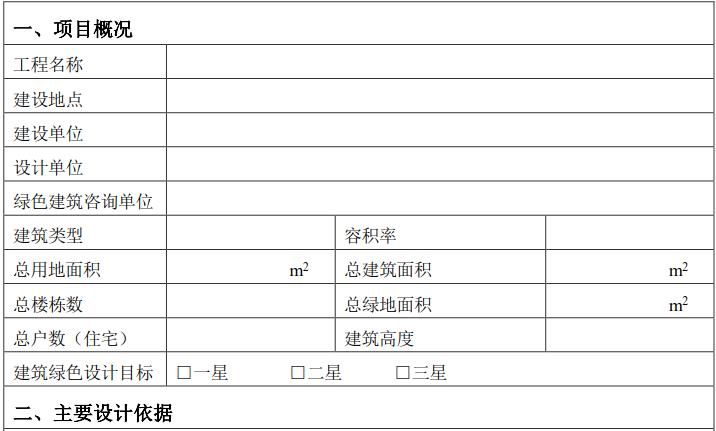 一、项目概况
工程名称
建设地点
建设单位
设计单位
绿色建筑咨询单位
建筑类型 容积率
总用地面积 m² 总建筑面积 m²
总楼栋数 总绿地面积 m²
总户数（住宅） 建筑高度
建筑绿色设计目标 □一星 □二星 □三星
二、主要设计依据